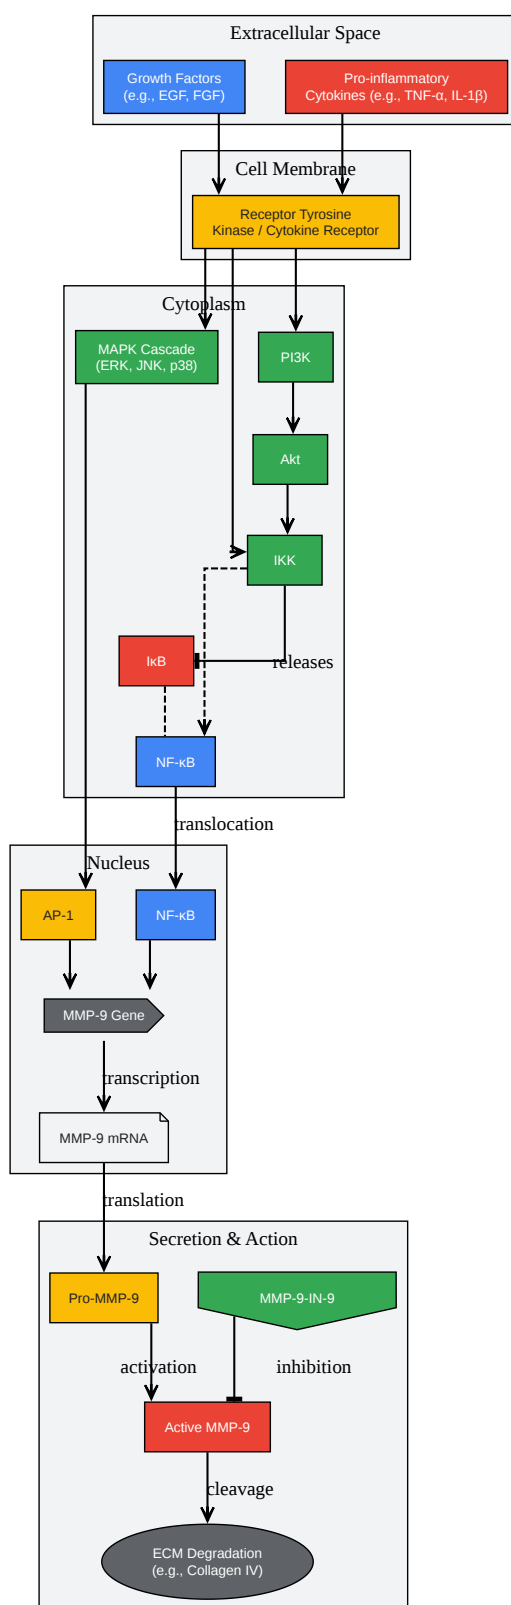 Extracellular Space
Growth Factors
(e.g., EGF, FGF)
Pro-inflammatory
Cytokines (e.g., TNF-α, IL-1β)
Cell Membrane
Receptor Tyrosine
Kinase / Cytokine Receptor
Cytoplasm
MAPK Cascade
(ERK, JNK, p38)
PI3K
Akt
IKK
IκB
releases
NF-κB
translocation
Nucleus
AP-1
NF-κB
MMP-9 Gene
transcription
MMP-9 mRNA
translation
Secretion & Action
Pro-MMP-9
MMP-9-IN-9
activation
inhibition
Active MMP-9
cleavage
ECM Degradation
(e.g., Collagen IV)